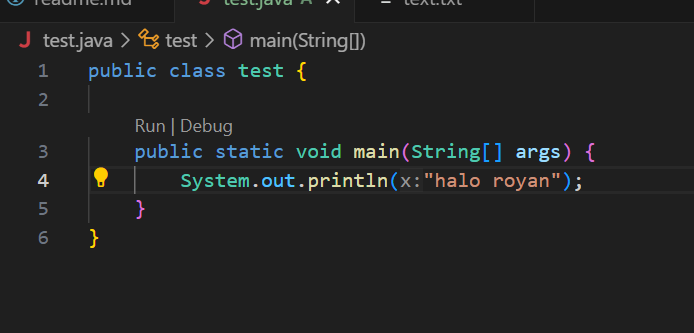 readme.md test.java A text.txt
J test.java > test > main(String[])
1 public class test {
2
Run | Debug
3 public static void main(String[] args) {
4 System.out.println(x:"halo royan");
5 }
6 }